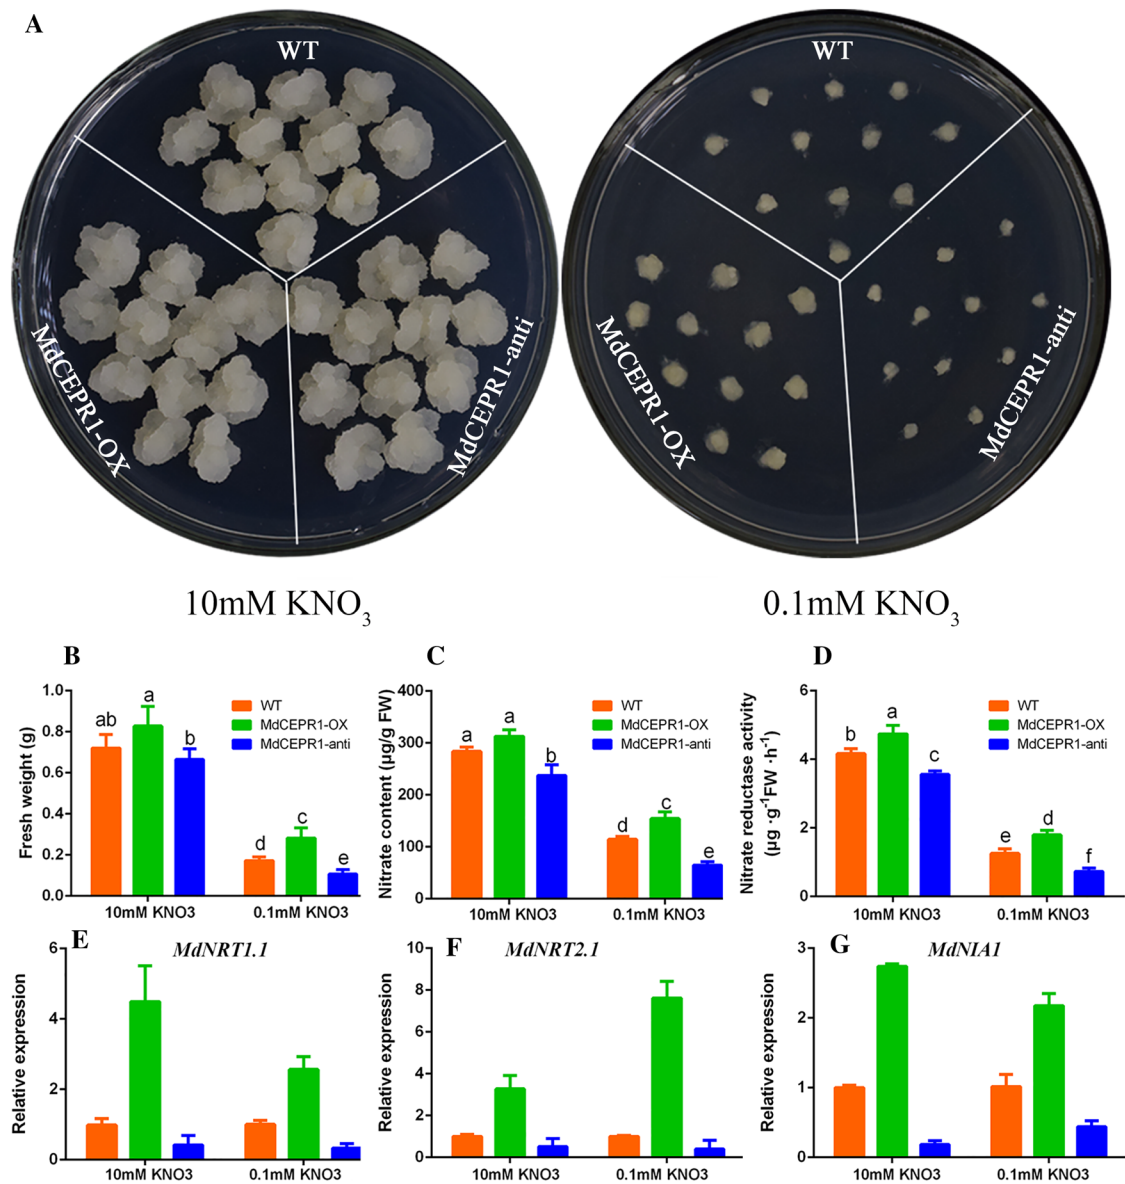 A
WT
MdCEPR1-OX
MdCEPR1-anti
WT
MdCEPR1-OX
MdCEPR1-anti
10mM KNO3
0.1mM KNO3
B
Fresh weight (g)
1.0
0.8
0.6
0.4
0.2
0.0
ab
a
b
d
c
e
WT
MdCEPR1-OX
MdCEPR1-anti
10mM KNO3
0.1mM KNO3
C
Nitrate content (μg/g FW)
400
300
200
100
0
a
a
b
d
c
e
WT
MdCEPR1-OX
MdCEPR1-anti
10mM KNO3
0.1mM KNO3
D
Nitrate reductase activity
(μg ·g-1FW ·h-1)
6
4
2
0
b
a
c
e
d
f
WT
MdCEPR1-OX
MdCEPR1-anti
10mM KNO3
0.1mM KNO3
E
MdNRT1.1
Relative expression
6
4
2
0
10mM KNO3
0.1mM KNO3
F
MdNRT2.1
Relative expression
10
8
6
4
2
0
10mM KNO3
0.1mM KNO3
G
MdNIA1
Relative expression
3
2
1
0
10mM KNO3
0.1mM KNO3